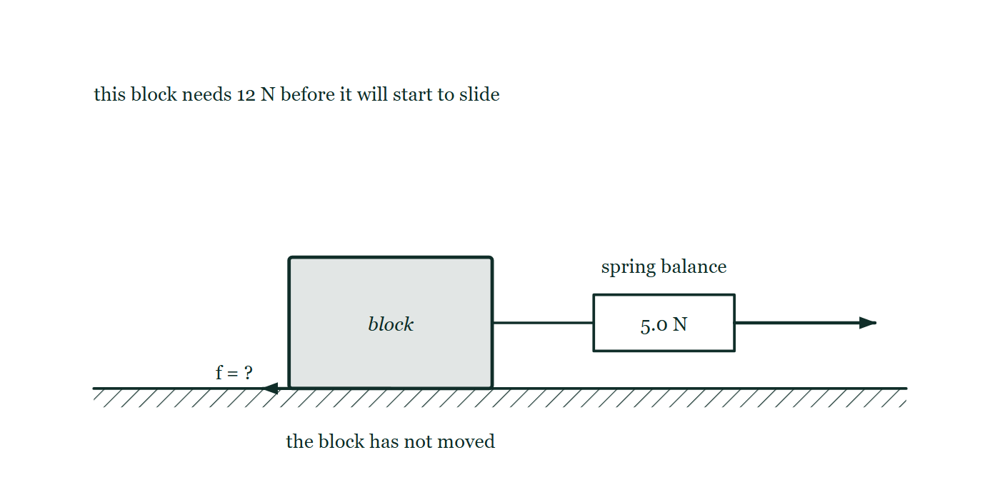 this block needs 12 N before it will start to slide
spring balance
block
5.0 N
f = ?
the block has not moved